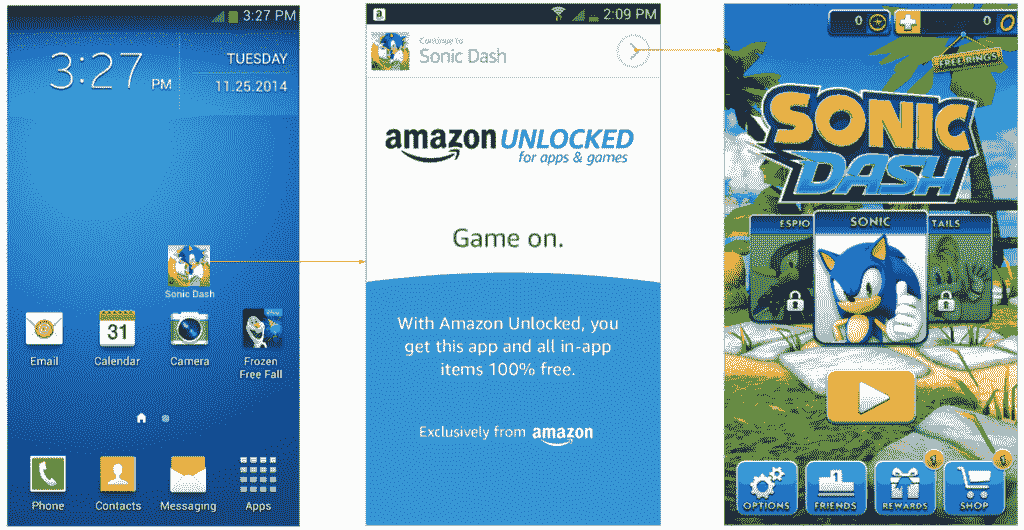 3:27 PM
3:27 PM
TUESDAY
11.25.2014
Sonic Dash
Email
Calendar
31
Camera
Frozen
Free Fall
Phone
Contacts
Messaging
Apps
2:09 PM
Continue to
Sonic Dash
amazon UNLOCKED
for apps & games
Game on.
With Amazon Unlocked, you
get this app and all in-app
items 100% free.
Exclusively from amazon
0
0
FREE RINGS
SONIC
DASH
ESPIO
SONIC
TAILS
OPTIONS
FRIENDS
REWARDS
SHOP